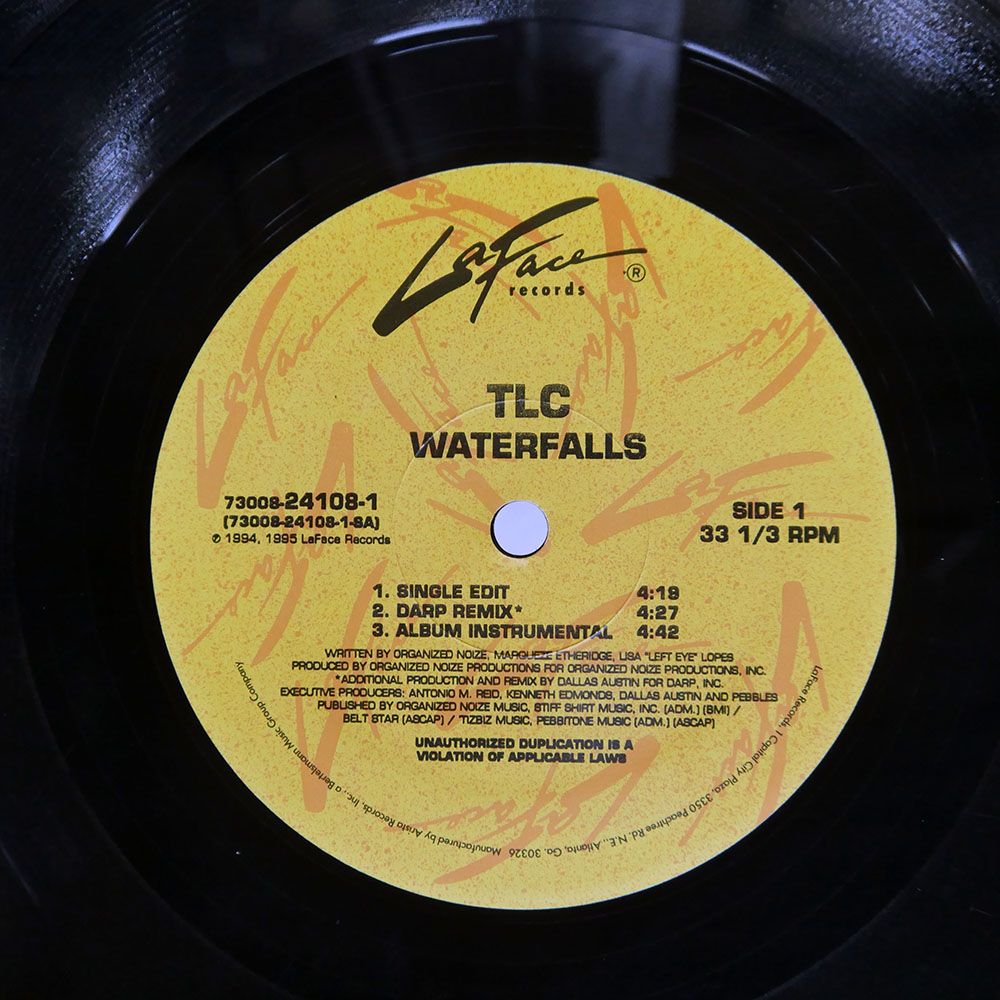 LaFace
records ®
TLC
WATERFALLS
73008-24108-1
(73008-24108-1-SA)
℗ 1994, 1995 LaFace Records
SIDE 1
33 1/3 RPM
1. SINGLE EDIT 4:19
2. DARP REMIX* 4:27
3. ALBUM INSTRUMENTAL 4:42
WRITTEN BY ORGANIZED NOIZE, MARQUEZE ETHERIDGE, LISA "LEFT EYE" LOPES
PRODUCED BY ORGANIZED NOIZE PRODUCTIONS FOR ORGANIZED NOIZE PRODUCTIONS, INC.
*ADDITIONAL PRODUCTION AND REMIX BY DALLAS AUSTIN FOR DARP, INC.
EXECUTIVE PRODUCERS: ANTONIO M. REID, KENNETH EDMONDS, DALLAS AUSTIN AND PEBBLES
PUBLISHED BY ORGANIZED NOIZE MUSIC, STIFF SHIRT MUSIC, INC. (ADM.) (BMI) /
BELT STAR (ASCAP) / 'TIZBIZ MUSIC, PEBBITONE MUSIC (ADM.) (ASCAP)
UNAUTHORIZED DUPLICATION IS A
VIOLATION OF APPLICABLE LAWS
LaFace Records, 1 Capital City Plaza, 3350 Peachtree Rd. N.E., Atlanta, Ga. 30326 Manufactured by Arista Records, Inc., a Bertelsmann Music Group Company